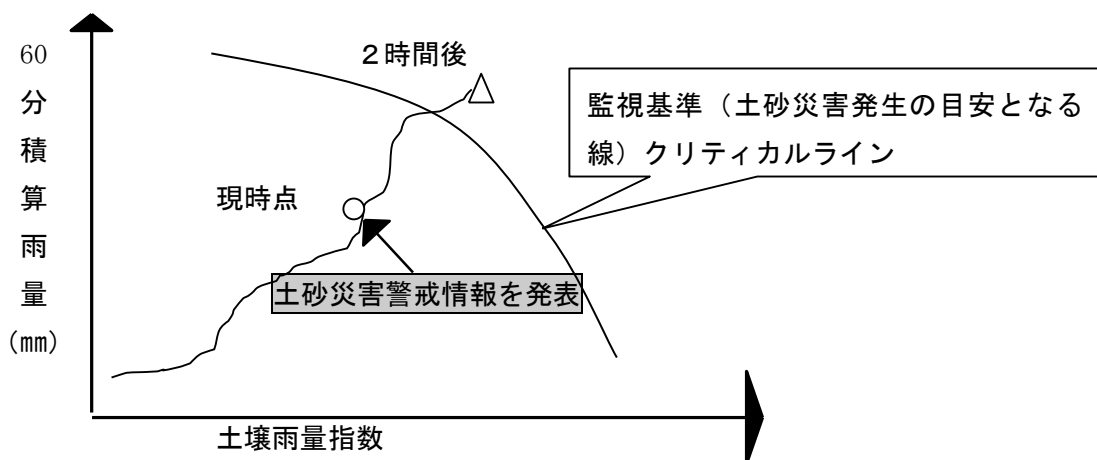 60
分
積
算
雨
量
(㎜)
２時間後
監視基準（土砂災害発生の目安となる
線）クリティカルライン
現時点
土砂災害警戒情報を発表
土壌雨量指数